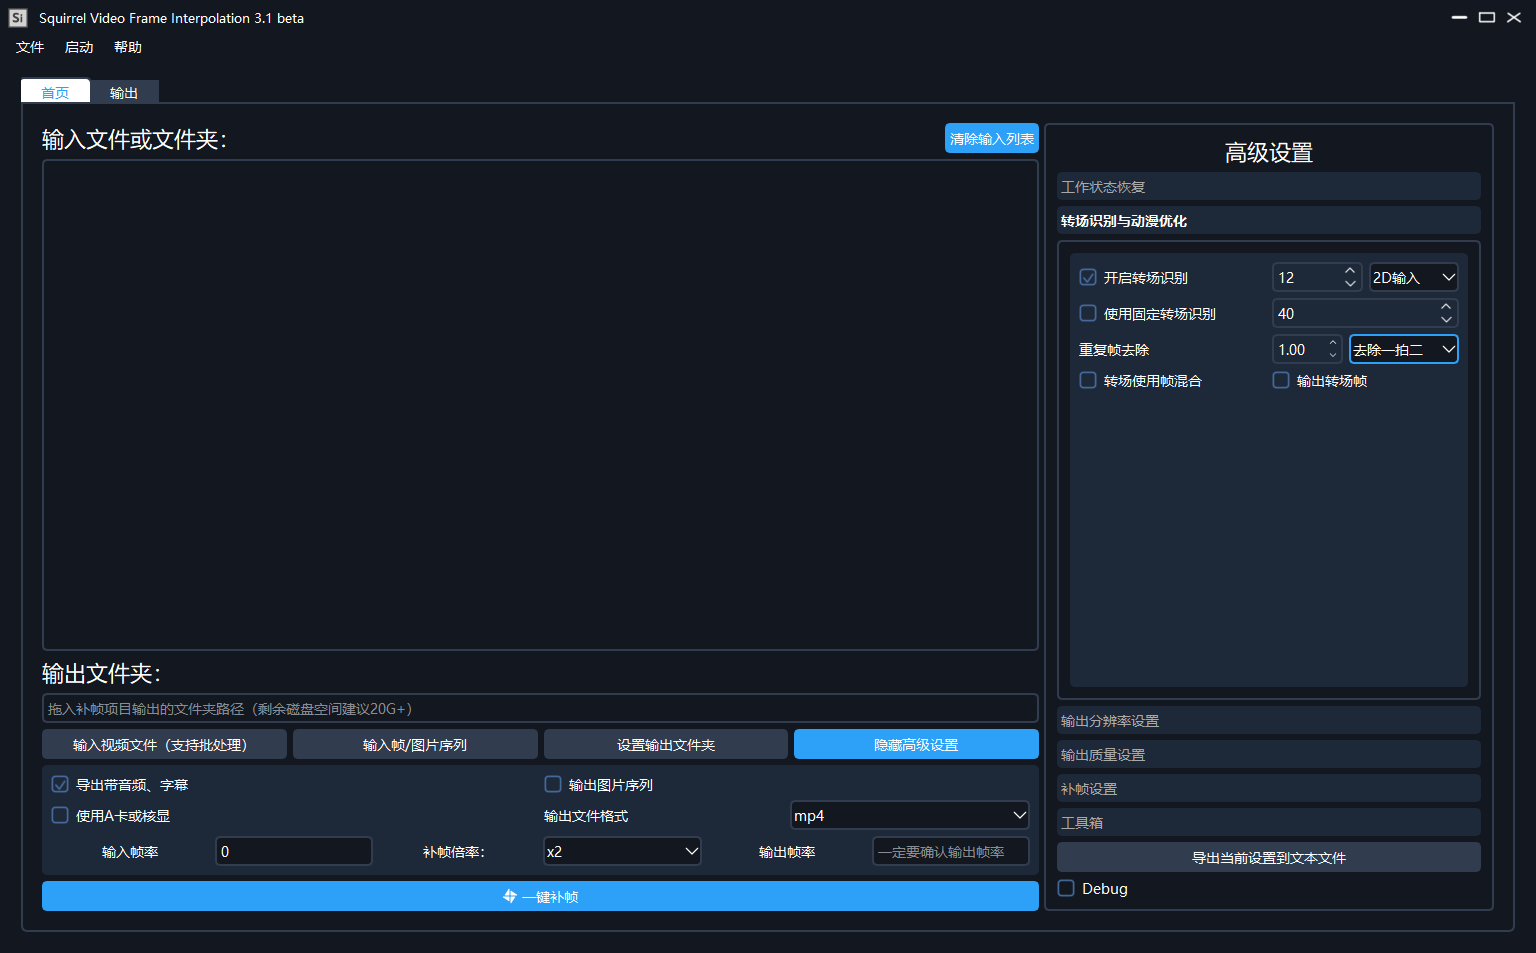 Si Squirrel Video Frame Interpolation 3.1 beta
文件 启动 帮助
首页 输出
输入文件或文件夹：
清除输入列表
输出文件夹：
拖入补帧项目输出的文件夹路径（剩余磁盘空间建议20G+）
输入视频文件（支持批处理） 输入帧/图片序列 设置输出文件夹 隐藏高级设置
导出带音频、字幕 输出图片序列
使用A卡或核显 输出文件格式 mp4
输入帧率 0 补帧倍率： x2 输出帧率 一定要确认输出帧率
一键补帧
高级设置
工作状态恢复
转场识别与动漫优化
开启转场识别 12 2D输入
使用固定转场识别 40
重复帧去除 1.00 去除一拍二
转场使用帧混合 输出转场帧
输出分辨率设置
输出质量设置
补帧设置
工具箱
导出当前设置到文本文件
Debug